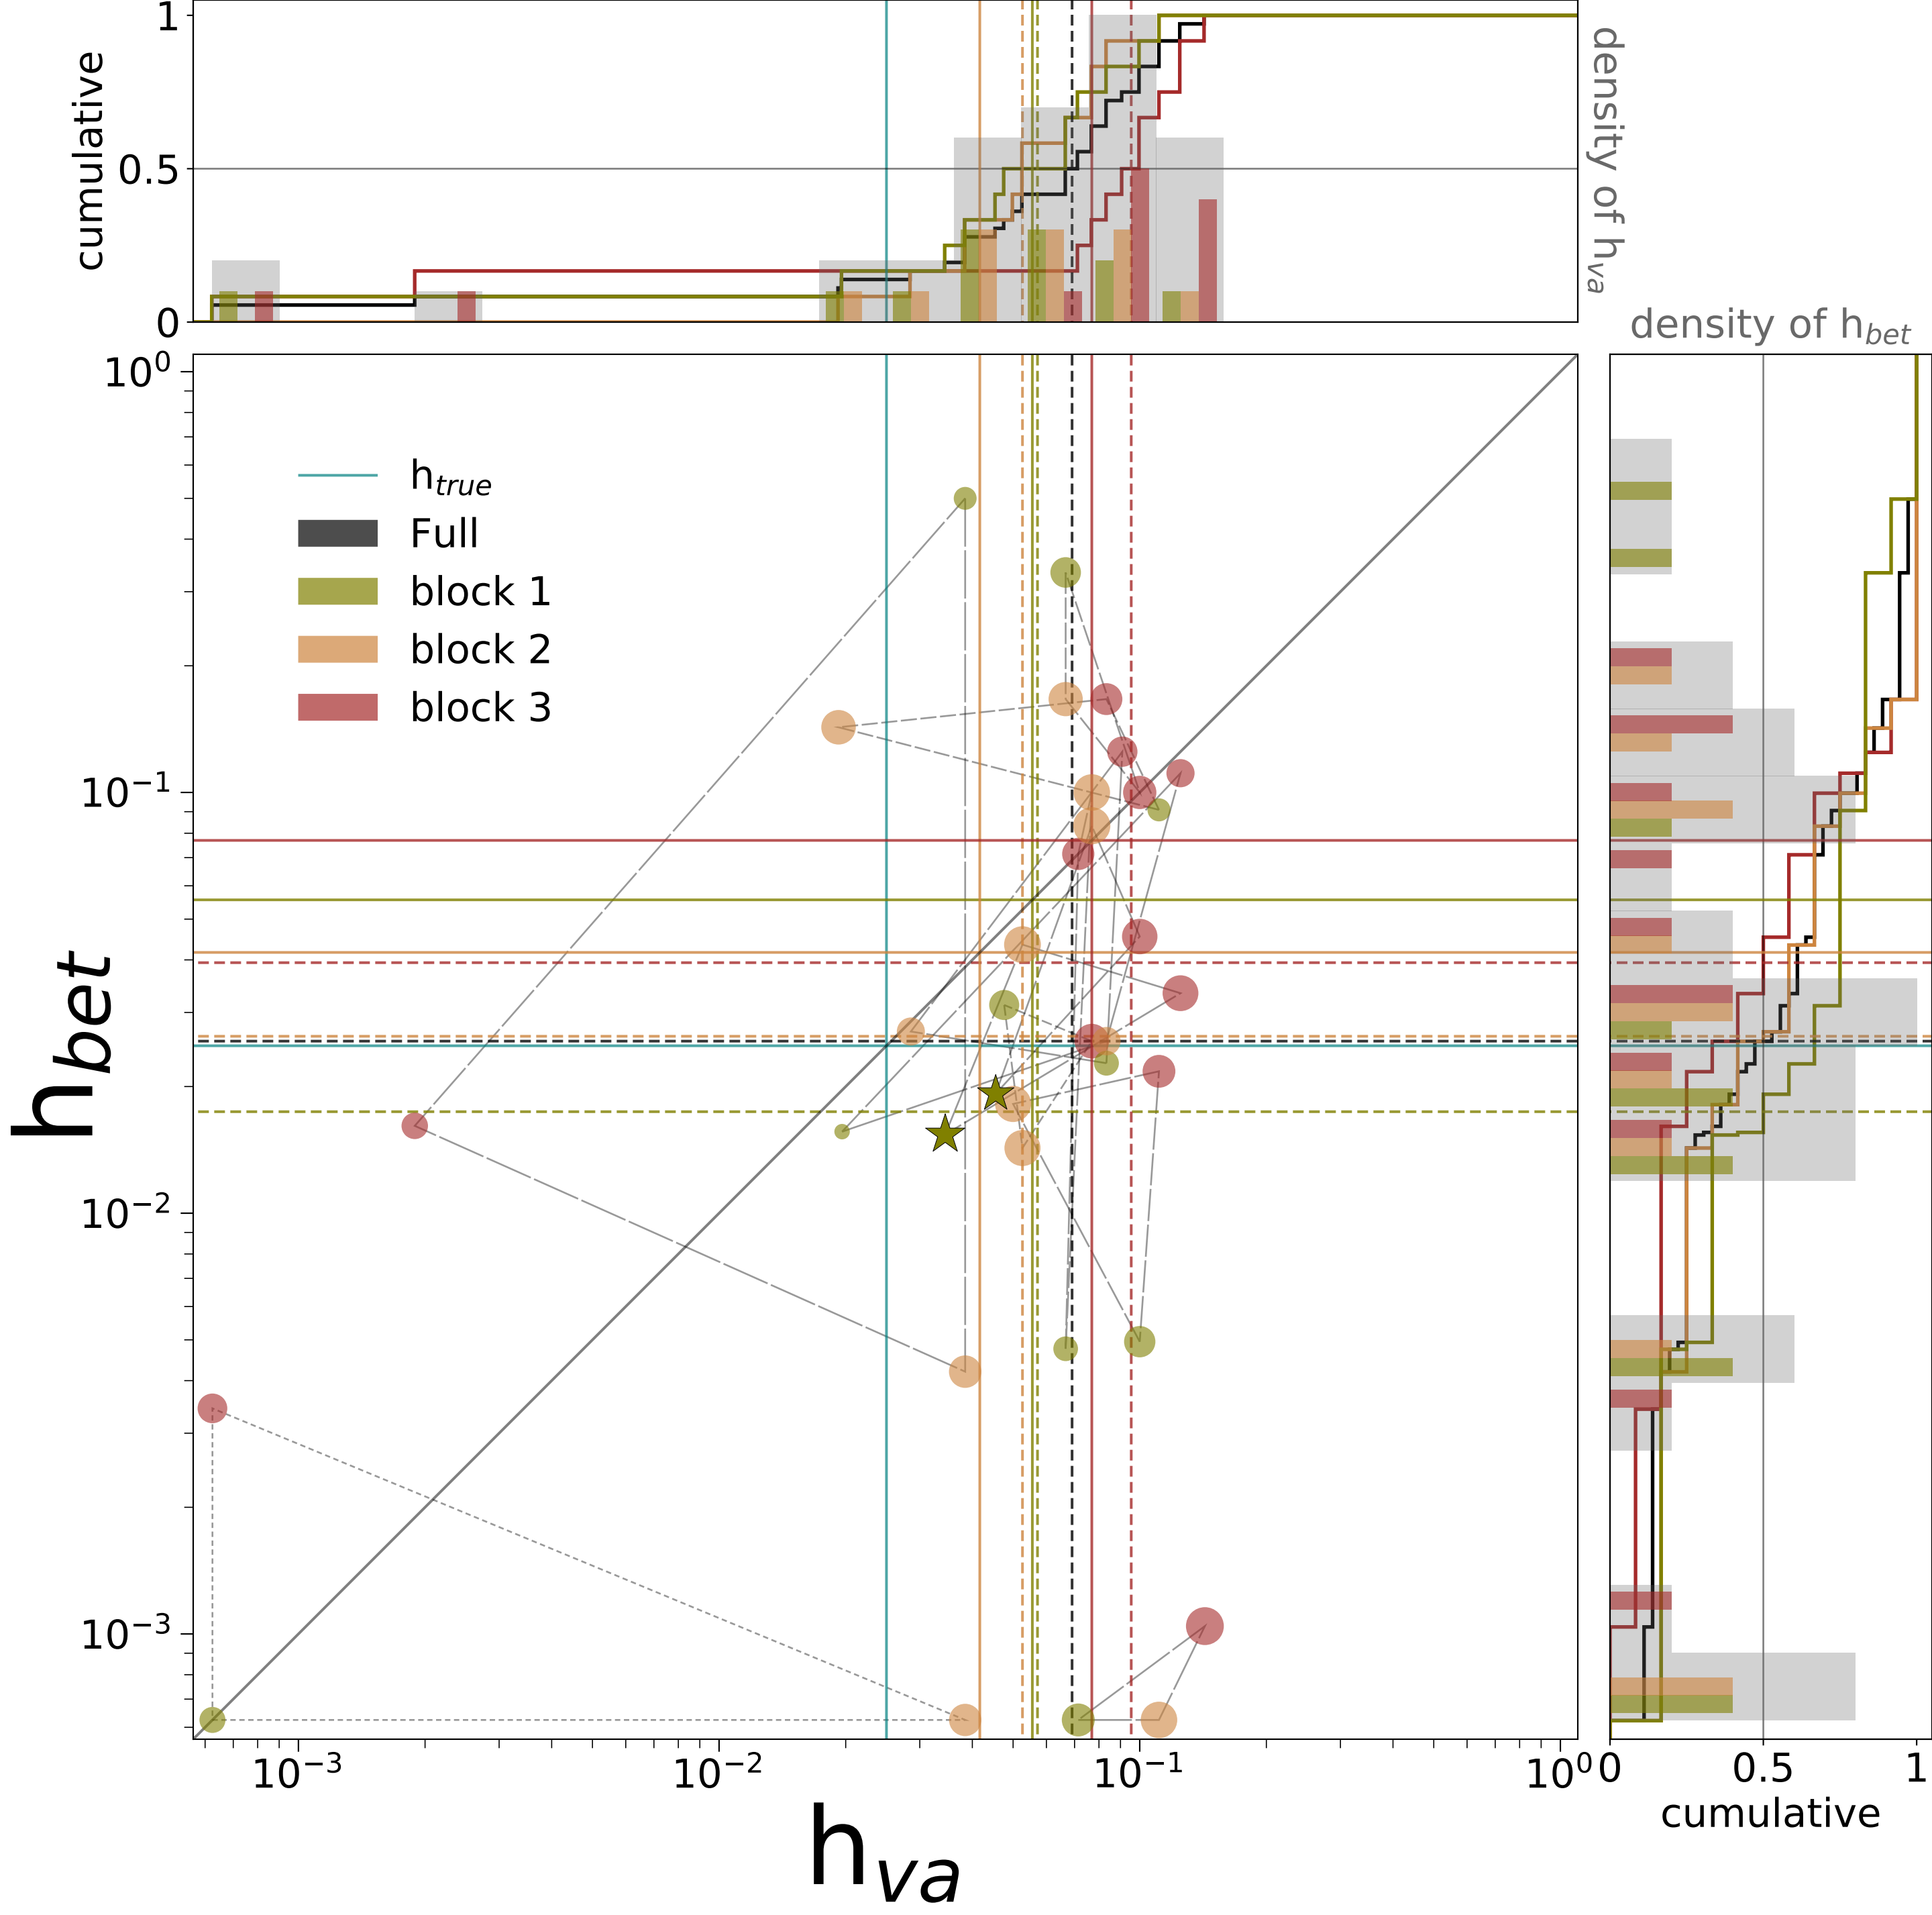 1
0.5
0
cumulative
density of h_va
density of h_bet
10^0
10^-1
10^-2
10^-3
h_bet
h_true
Full
block 1
block 2
block 3
10^-3 10^-2 10^-1 10^0
h_va
0 0.5 1
cumulative